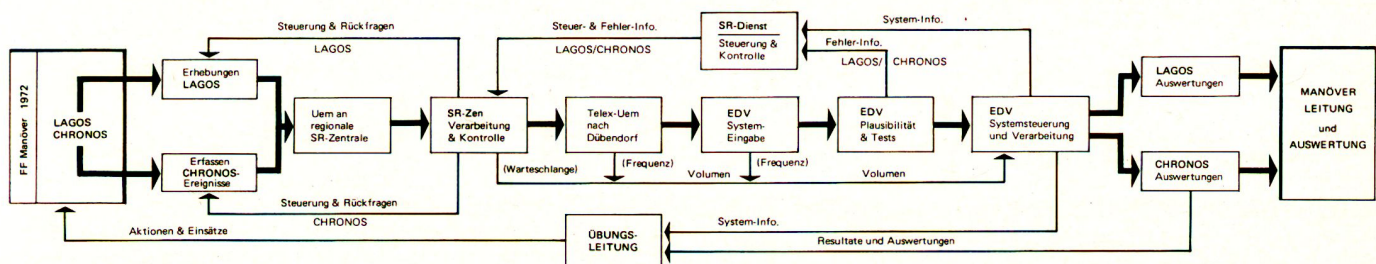 FF Manöver 1972
LAGOS
CHRONOS
Steuerung & Rückfragen
LAGOS
Erhebungen
LAGOS
Erfassen
CHRONOS-
Ereignisse
Steuerung & Rückfragen
CHRONOS
Uem an
regionale
SR-Zentrale
SR-Zen
Verarbeitung
& Kontrolle
Steuer- & Fehler-Info.
LAGOS/CHRONOS
SR-Dienst
Steuerung &
Kontrolle
System-Info.
Fehler-Info.
LAGOS/ CHRONOS
Telex-Uem
nach
Dübendorf
EDV
System-
Eingabe
EDV
Plausibilität
& Tests
EDV
Systemsteuerung
und Verarbeitung
(Warteschlange)
(Frequenz)
Volumen
(Frequenz)
Volumen
LAGOS
Auswertungen
CHRONOS
Auswertungen
MANÖVER
LEITUNG
und
AUSWERTUNG
Aktionen & Einsätze
ÜBUNGS-
LEITUNG
System-Info.
Resultate und Auswertungen